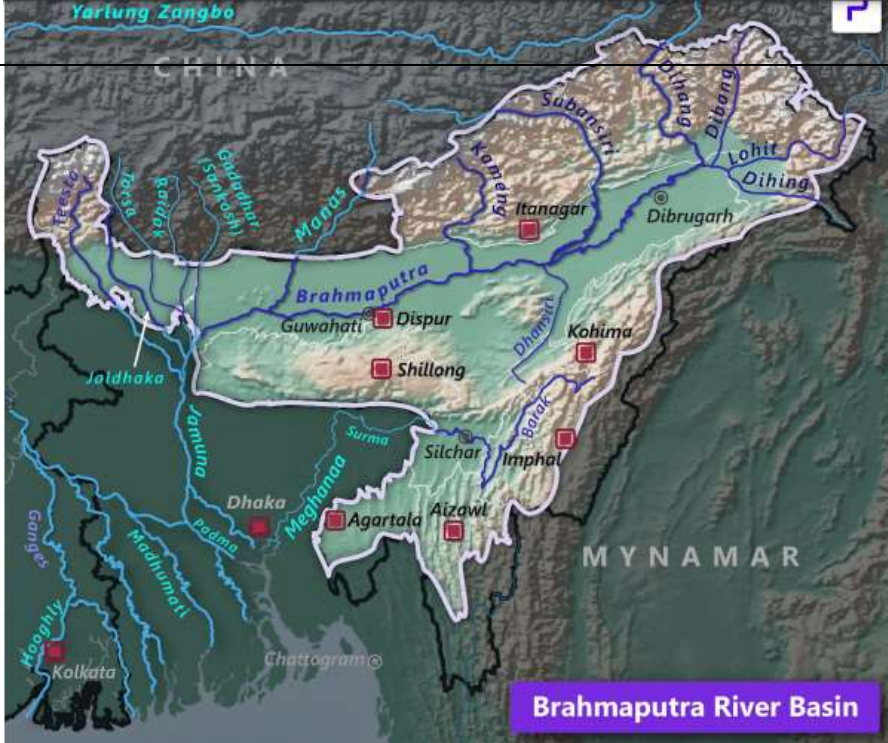 Yarlung Zangbo
CHINA
Dihang
Dibang
Subansiri
Lohit
Dihing
Kameng
Teesta
Torsa
Raidak
Gadadhar
(Sankosh)
Manas
Itanagar
Dibrugarh
Brahmaputra
Guwahati
Dispur
Dhansiri
Kohima
Shillong
Jaldhaka
Jamuna
Surma
Barak
Silchar
Imphal
Meghanaa
Dhaka
Agartala
Aizawl
Padma
Ganges
Madhumati
MYNAMAR
Hooghly
Kolkata
Chattogram
Brahmaputra River Basin